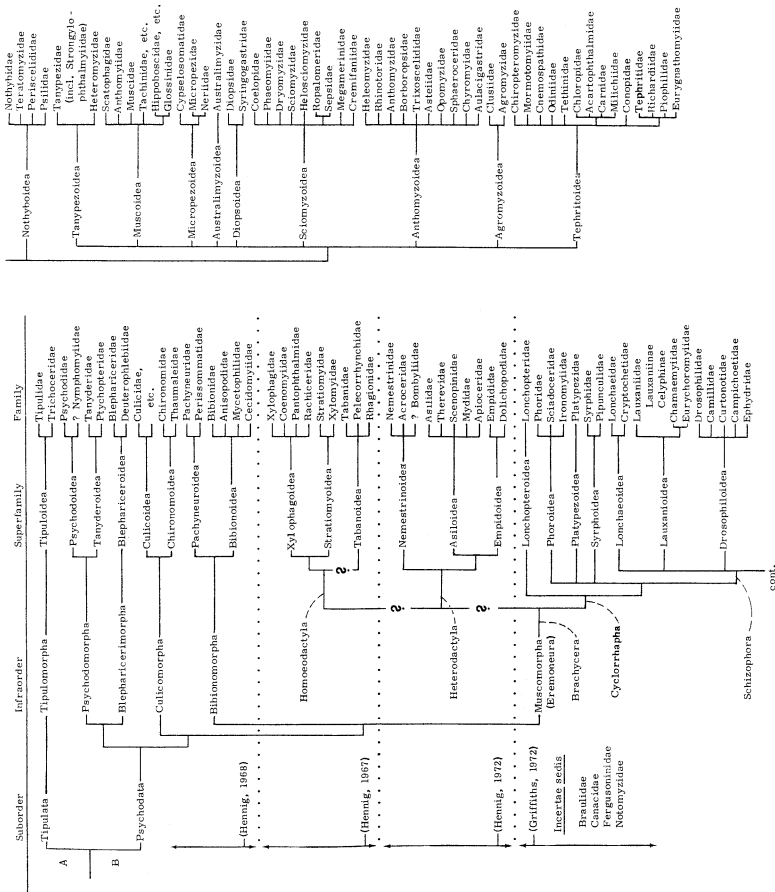 Suborder
Infraorder
Superfamily
Family
A
B
Tipulata
Psychodata
(Hennig, 1968)
(Hennig, 1967)
(Hennig, 1972)
(Griffiths, 1972)
Incertae sedis
Braulidae
Canacidae
Fergusoninidae
Notomyzidae
Tipulomorpha
Psychodomorpha
Blephariceromorpha
Culicomorpha
Bibionomorpha
Homoeodactyla
Heterodactyla
Muscomorpha
(Eremoneura)
Brachycera
Cyclorrhapha
Schizophora
Tipuloidea
Psychodoidea
Tanyderoidea
Blephariceroidea
Culicoidea
Chironomoidea
Pachyneuroidea
Bibionoidea
Xylophagoidea
Stratiomyoidea
?
Tabanoidea
?
Nemestrinoidea
Asiloidea
Empidoidea
?
Lonchopteroidea
Phoroidea
Platypezoidea
Syrphoidea
Lonchaeoidea
Lauxanioidea
Drosophiloidea
cont.
Tipulidae
Trichoceridae
Psychodidae
? Nymphomyiidae
Tanyderidae
Ptychopteridae
Blephariceridae
Deuterophlebiidae
Culicidae,
etc.
Chironomidae
Thaumaleidae
Pachyneuridae
Perissommatidae
Bibionidae
Anisopodidae
Mycetophilidae
Cecidomyiidae
Xylophagidae
Coenomyiidae
Pantophthalmidae
Rachiceridae
Stratiomyidae
Xylomyidae
Tabanidae
Pelecorrhynchidae
Rhagionidae
Nemestrinidae
Acroceridae
? Bombyliidae
Asilidae
Therevidae
Scenopinidae
Mydidae
Apioceridae
Empididae
Dolichopodidae
Lonchopteridae
Phoridae
Sciadoceridae
Ironomyiidae
Platypezidae
Syrphidae
Pipunculidae
Lonchaeidae
Cryptochetidae
Lauxaniidae
Lauxaniinae
Celyphinae
Chamaemyiidae
Eurychoromyiidae
Drosophilidae
Camillidae
Curtonotidae
Campichoetidae
Ephydridae
Nothyboidea
Tanypezoidea
Muscoidea
Micropezoidea
Australimyzoidea
Diopsoidea
Sciomyzoidea
Anthomyzoidea
Agromyzoidea
Tephritoidea
Nothybidae
Teratomyzidae
Periscelididae
Psilidae
Tanypezidae
(incl. Strongylo-
phthalmyiidae)
Heteromyzidae
Scatophagidae
Anthomyiidae
Muscidae
Tachinidae, etc.
Hippoboscidae, etc.
Glossinidae
Cypselosomatidae
Micropezidae
Neriidae
Australimyzidae
Diopsidae
Syringogastridae
Coelopidae
Phaeomyiidae
Dryomyzidae
Sciomyzidae
Helosciomyzidae
Ropalomeridae
Sepsidae
Megamerinidae
Cremifaniidae
Heleomyzidae
Rhinotoridae
Anthomyzidae
Borboropsidae
Trixoscelididae
Asteiidae
Opomyzidae
Sphaeroceridae
Chyromyidae
Aulacigastridae
Clusiidae
Agromyzidae
Chiropteromyzidae
Mormotomyiidae
Cnemospathidae
Odiniidae
Tethinidae
Chloropidae
Acartophthalmidae
Carnidae
Milichiidae
Conopidae
Tephritidae
Richardiidae
Piophilidae
Eurygnathomyiidae